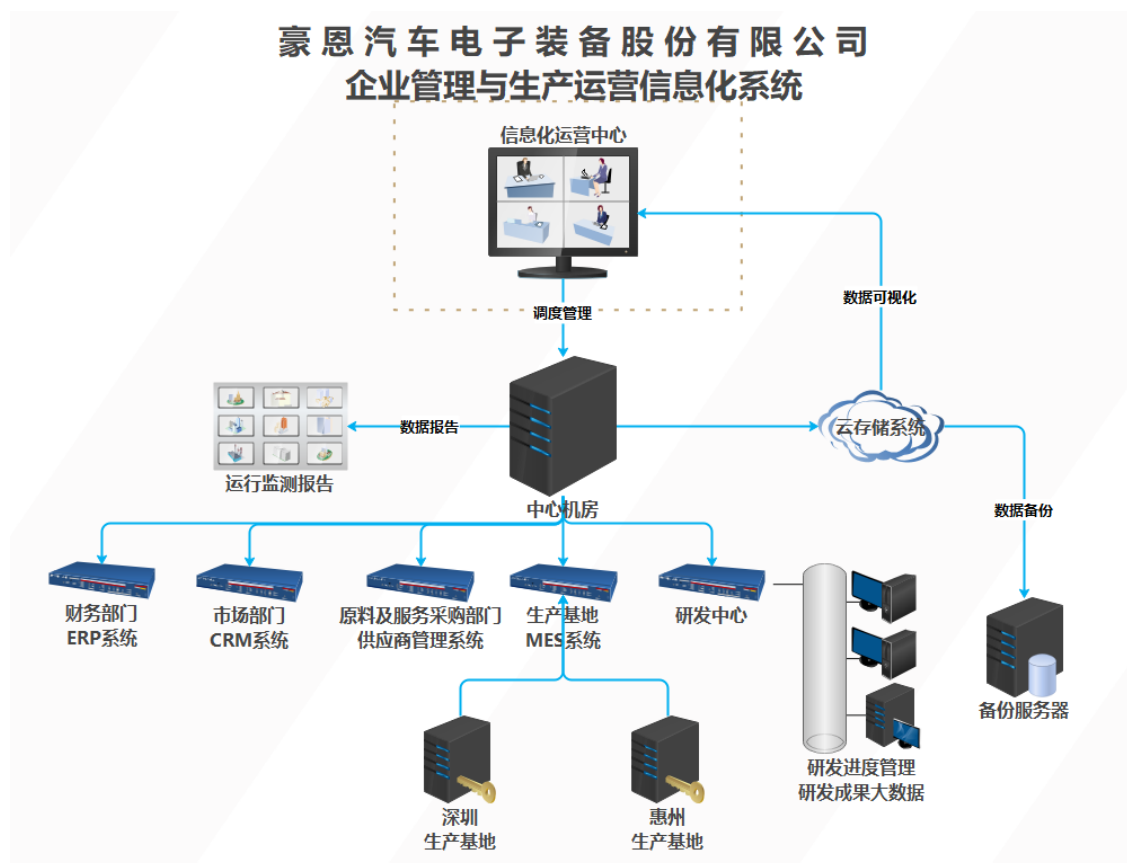 豪恩汽车电子装备股份有限公司
企业管理与生产运营信息化系统
信息化运营中心
数据可视化
调度管理
数据报告
云存储系统
运行监测报告
中心机房
数据备份
财务部门
ERP系统
市场部门
CRM系统
原料及服务采购部门
供应商管理系统
生产基地
MES系统
研发中心
备份服务器
研发进度管理
研发成果大数据
深圳
生产基地
惠州
生产基地